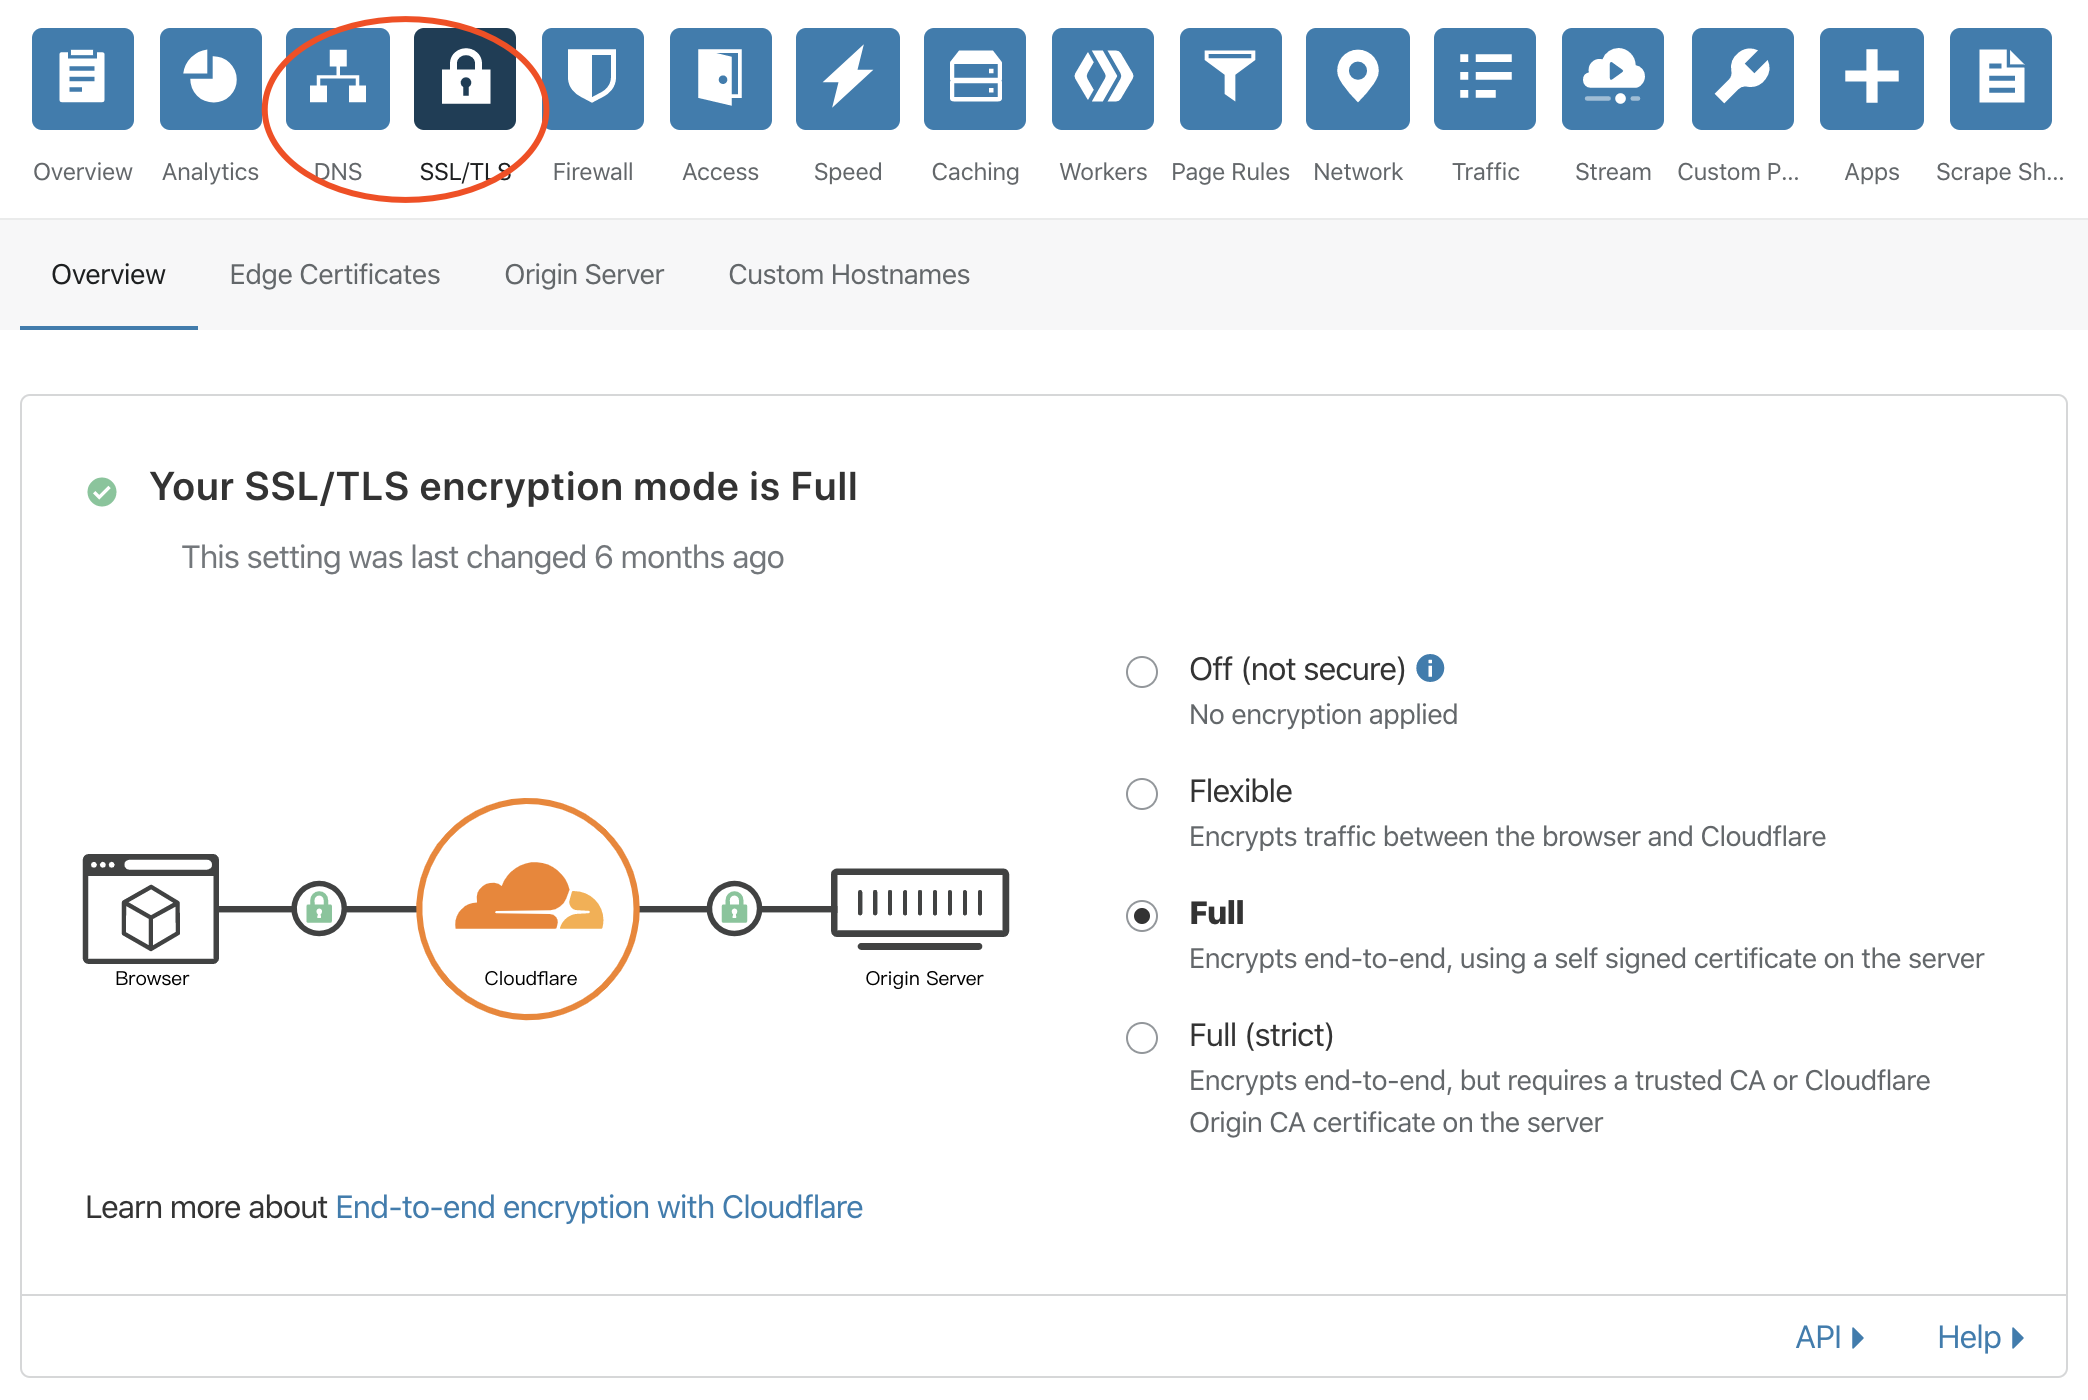 Overview Analytics DNS SSL/TLS Firewall Access Speed Caching Workers Page Rules Network Traffic Stream Custom P... Apps Scrape Sh...
Overview Edge Certificates Origin Server Custom Hostnames
Your SSL/TLS encryption mode is Full
This setting was last changed 6 months ago
Off (not secure)
No encryption applied
Flexible
Encrypts traffic between the browser and Cloudflare
Full
Encrypts end-to-end, using a self signed certificate on the server
Full (strict)
Encrypts end-to-end, but requires a trusted CA or Cloudflare
Origin CA certificate on the server
Browser Cloudflare Origin Server
Learn more about End-to-end encryption with Cloudflare
API Help